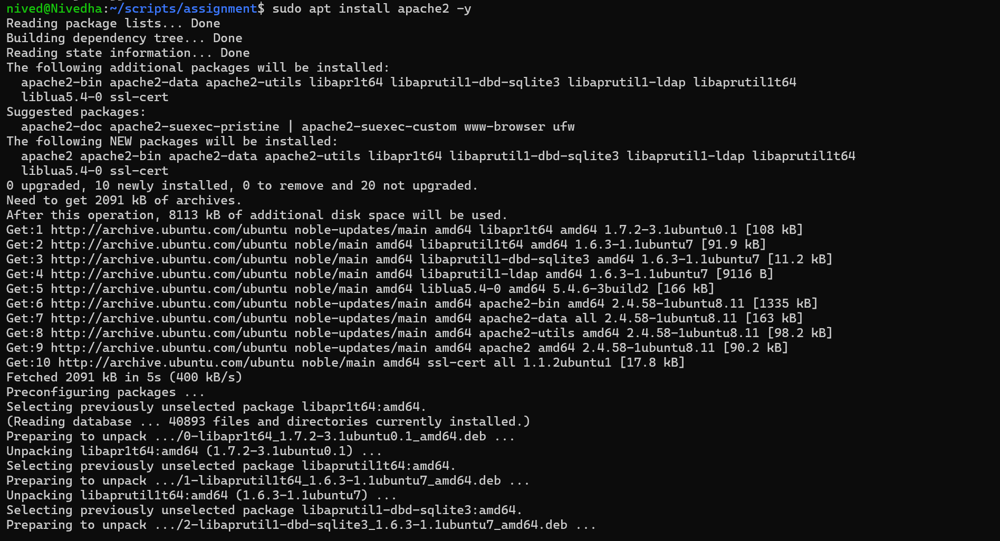 nived@Nivedha:~/scripts/assignment$ sudo apt install apache2 -y
Reading package lists... Done
Building dependency tree... Done
Reading state information... Done
The following additional packages will be installed:
  apache2-bin apache2-data apache2-utils libapr1t64 libaprutil1-dbd-sqlite3 libaprutil1-ldap libaprutil1t64
  liblua5.4-0 ssl-cert
Suggested packages:
  apache2-doc apache2-suexec-pristine | apache2-suexec-custom www-browser ufw
The following NEW packages will be installed:
  apache2 apache2-bin apache2-data apache2-utils libapr1t64 libaprutil1-dbd-sqlite3 libaprutil1-ldap libaprutil1t64
  liblua5.4-0 ssl-cert
0 upgraded, 10 newly installed, 0 to remove and 20 not upgraded.
Need to get 2091 kB of archives.
After this operation, 8113 kB of additional disk space will be used.
Get:1 http://archive.ubuntu.com/ubuntu noble-updates/main amd64 libapr1t64 amd64 1.7.2-3.1ubuntu0.1 [108 kB]
Get:2 http://archive.ubuntu.com/ubuntu noble/main amd64 libaprutil1t64 amd64 1.6.3-1.1ubuntu7 [91.9 kB]
Get:3 http://archive.ubuntu.com/ubuntu noble/main amd64 libaprutil1-dbd-sqlite3 amd64 1.6.3-1.1ubuntu7 [11.2 kB]
Get:4 http://archive.ubuntu.com/ubuntu noble/main amd64 libaprutil1-ldap amd64 1.6.3-1.1ubuntu7 [9116 B]
Get:5 http://archive.ubuntu.com/ubuntu noble/main amd64 liblua5.4-0 amd64 5.4.6-3build2 [166 kB]
Get:6 http://archive.ubuntu.com/ubuntu noble-updates/main amd64 apache2-bin amd64 2.4.58-1ubuntu8.11 [1335 kB]
Get:7 http://archive.ubuntu.com/ubuntu noble-updates/main amd64 apache2-data all 2.4.58-1ubuntu8.11 [163 kB]
Get:8 http://archive.ubuntu.com/ubuntu noble-updates/main amd64 apache2-utils amd64 2.4.58-1ubuntu8.11 [98.2 kB]
Get:9 http://archive.ubuntu.com/ubuntu noble-updates/main amd64 apache2 amd64 2.4.58-1ubuntu8.11 [90.2 kB]
Get:10 http://archive.ubuntu.com/ubuntu noble/main amd64 ssl-cert all 1.1.2ubuntu1 [17.8 kB]
Fetched 2091 kB in 5s (400 kB/s)
Preconfiguring packages ...
Selecting previously unselected package libapr1t64:amd64.
(Reading database ... 40893 files and directories currently installed.)
Preparing to unpack .../0-libapr1t64_1.7.2-3.1ubuntu0.1_amd64.deb ...
Unpacking libapr1t64:amd64 (1.7.2-3.1ubuntu0.1) ...
Selecting previously unselected package libaprutil1t64:amd64.
Preparing to unpack .../1-libaprutil1t64_1.6.3-1.1ubuntu7_amd64.deb ...
Unpacking libaprutil1t64:amd64 (1.6.3-1.1ubuntu7) ...
Selecting previously unselected package libaprutil1-dbd-sqlite3:amd64.
Preparing to unpack .../2-libaprutil1-dbd-sqlite3_1.6.3-1.1ubuntu7_amd64.deb ...